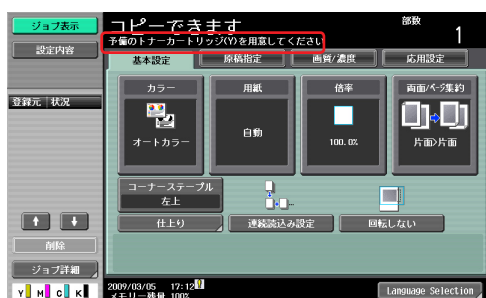 ジョブ表示
設定内容
登録元 状況
削除
ジョブ詳細
Y M C K
コピーできます
部数
1
予備のトナーカートリッジ(Y)を用意してください
基本設定
原稿指定
画質/濃度
応用設定
カラー
オートカラー
用紙
自動
倍率
100.0%
両面/ページ集約
片面>片面
コーナーステープル
左上
仕上り
連続読込み設定
回転しない
2009/03/05 17:12
メモリー残量 100%
Language Selection